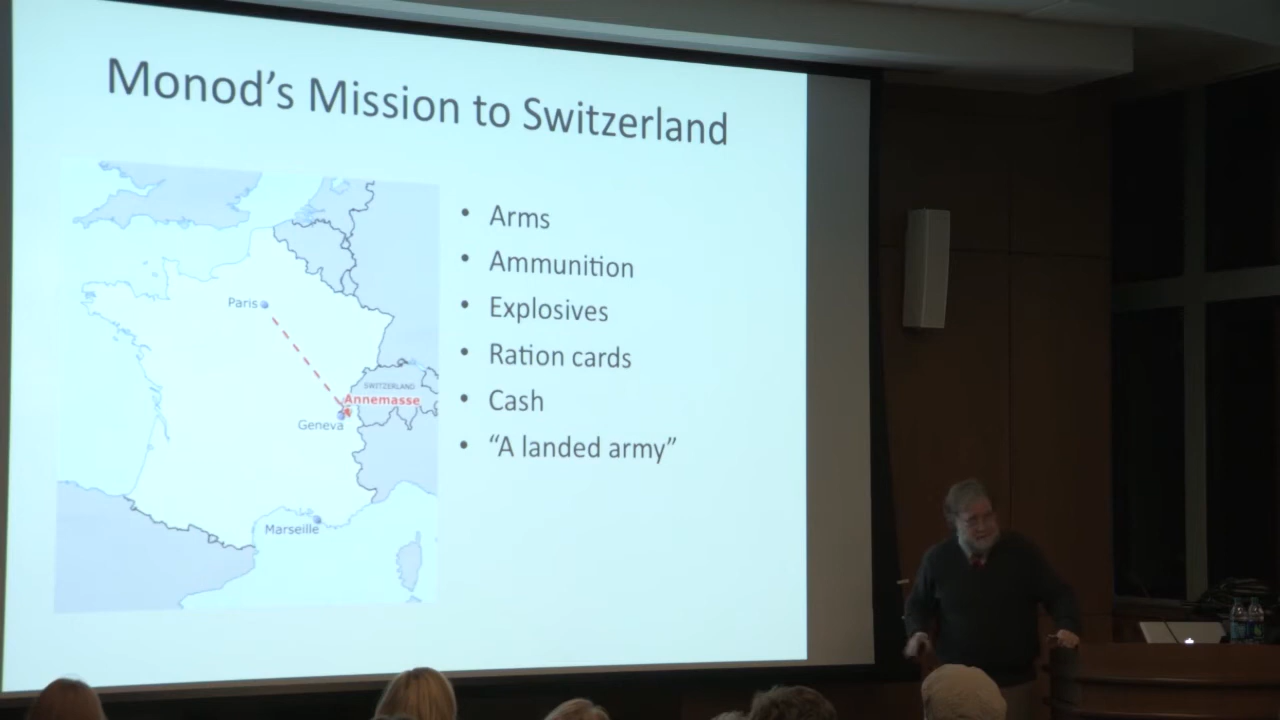 Monod’s Mission to Switzerland
Paris
SWITZERLAND
Annemasse
Geneva
Marseille
• Arms
• Ammunition
• Explosives
• Ration cards
• Cash
• “A landed army”